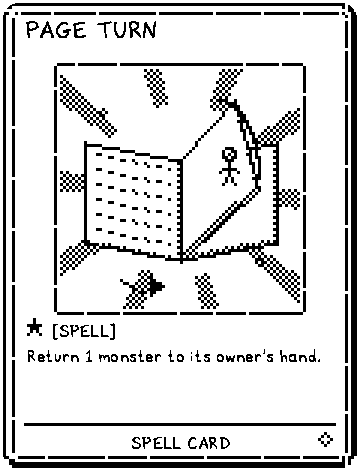 PAGE TURN
[SPELL]
Return 1 monster to its owner's hand.
SPELL CARD